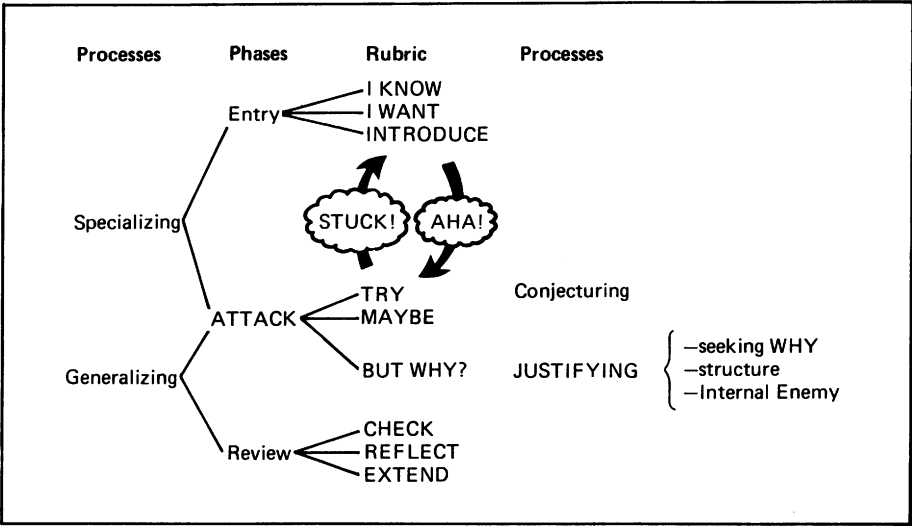 Processes Phases Rubric Processes
I KNOW
Entry I WANT
INTRODUCE
Specializing STUCK! AHA!
TRY Conjecturing
ATTACK MAYBE
BUT WHY? JUSTIFYING
—seeking WHY
—structure
—Internal Enemy
Generalizing
CHECK
Review REFLECT
EXTEND